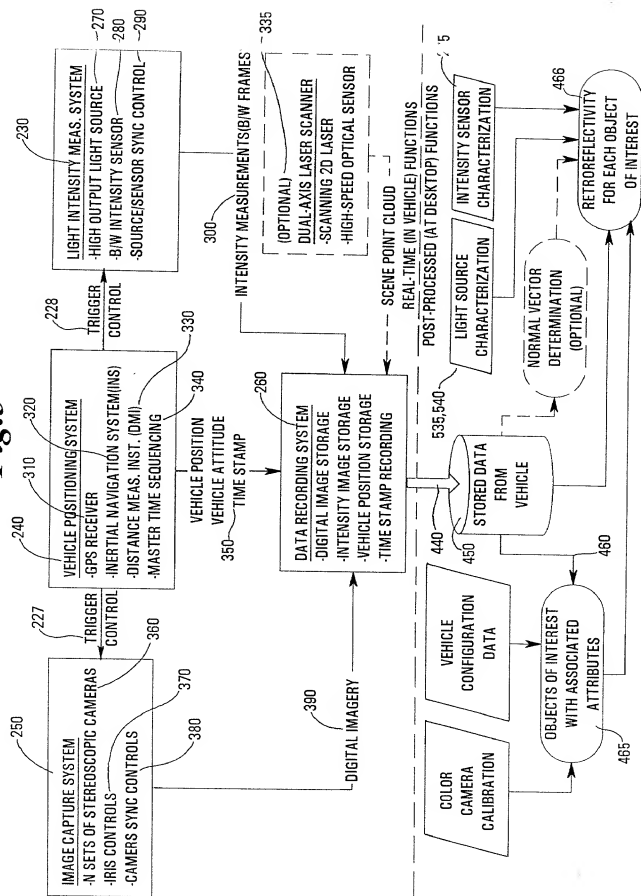 270
280
290
230
LIGHT INTENSITY MEAS. SYSTEM
-HIGH OUTPUT LIGHT SOURCE
-B/W INTENSITY SENSOR
-SOURCE/SENSOR SYNC CONTROL
228
TRIGGER
CONTROL
310
320
240
VEHICLE POSITIONING SYSTEM
-GPS RECEIVER
-INERTIAL NAVIGATION SYSTEM(INS)
-DISTANCE MEAS. INST. (DMI)
-MASTER TIME SEQUENCING
330
340
227
TRIGGER
CONTROL
250
IMAGE CAPTURE SYSTEM
-N SETS OF STEREOSCOPIC CAMERAS
-IRIS CONTROLS
-CAMERS SYNC CONTROLS
360
370
380
300
INTENSITY MEASUREMENTS(B/W FRAMES
335
(OPTIONAL)
DUAL-AXIS LASER SCANNER
-SCANNING 2D LASER
-HIGH-SPEED OPTICAL SENSOR
VEHICLE POSITION
VEHICLE ATTITUDE
TIME STAMP
350
260
DATA RECORDING SYSTEM
-DIGITAL IMAGE STORAGE
-INTENSITY IMAGE STORAGE
-VEHICLE POSITION STORAGE
-TIME STAMP RECORDING
390
DIGITAL IMAGERY
SCENE POINT CLOUD
REAL-TIME (IN VEHICLE) FUNCTIONS
POST-PROCESSED (AT DESKTOP) FUNCTIONS
INTENSITY SENSOR
CHARACTERIZATION
LIGHT SOURCE
CHARACTERIZATION
535,540
440
450
STORED DATA
FROM
VEHICLE
460
VEHICLE
CONFIGURATION
DATA
COLOR
CAMERA
CALIBRATION
466
RETROREFLECTIVITY
FOR EACH OBJECT
OF INTEREST
NORMAL VECTOR
DETERMINATION
(OPTIONAL)
OBJECTS OF INTEREST
WITH ASSOCIATED
ATTRIBUTES
465